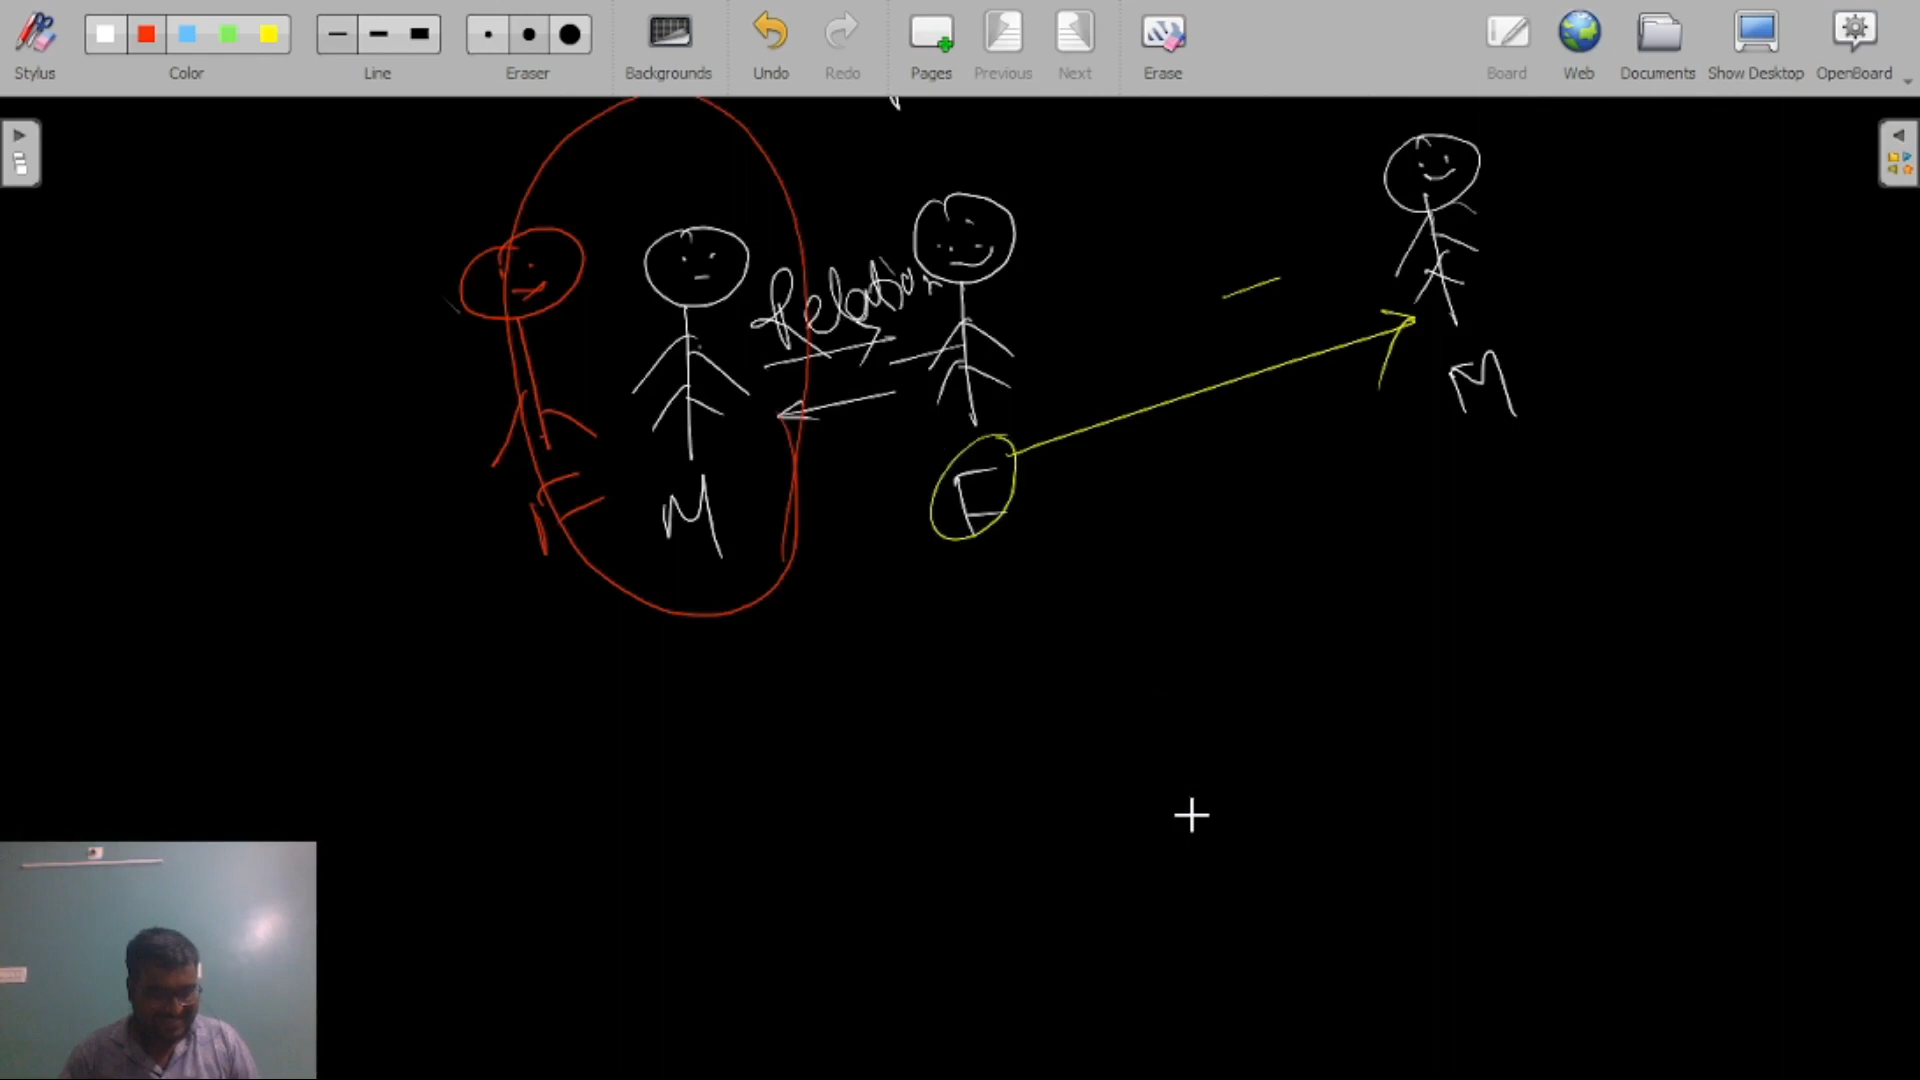 Stylus
Color
Line
Eraser
Backgrounds
Undo
Redo
Pages
Previous
Next
Erase
Board
Web
Documents
Show Desktop
OpenBoard
Relation
M
F
M
F
M